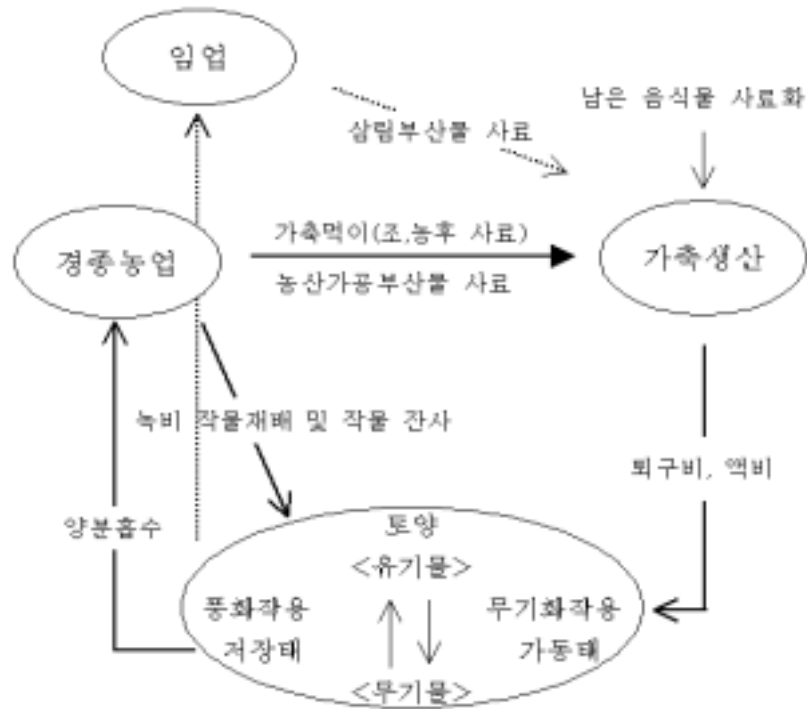 임업
남은 음식물 사료화
삼림부산물 사료
경종농업
가축먹이(조,농후 사료)
농산가공부산물 사료
가축생산
녹비 작물재배 및 작물 잔사
퇴구비, 액비
양분흡수
토양
<유기물>
풍화작용
무기화작용
저장태
가동태
<무기물>